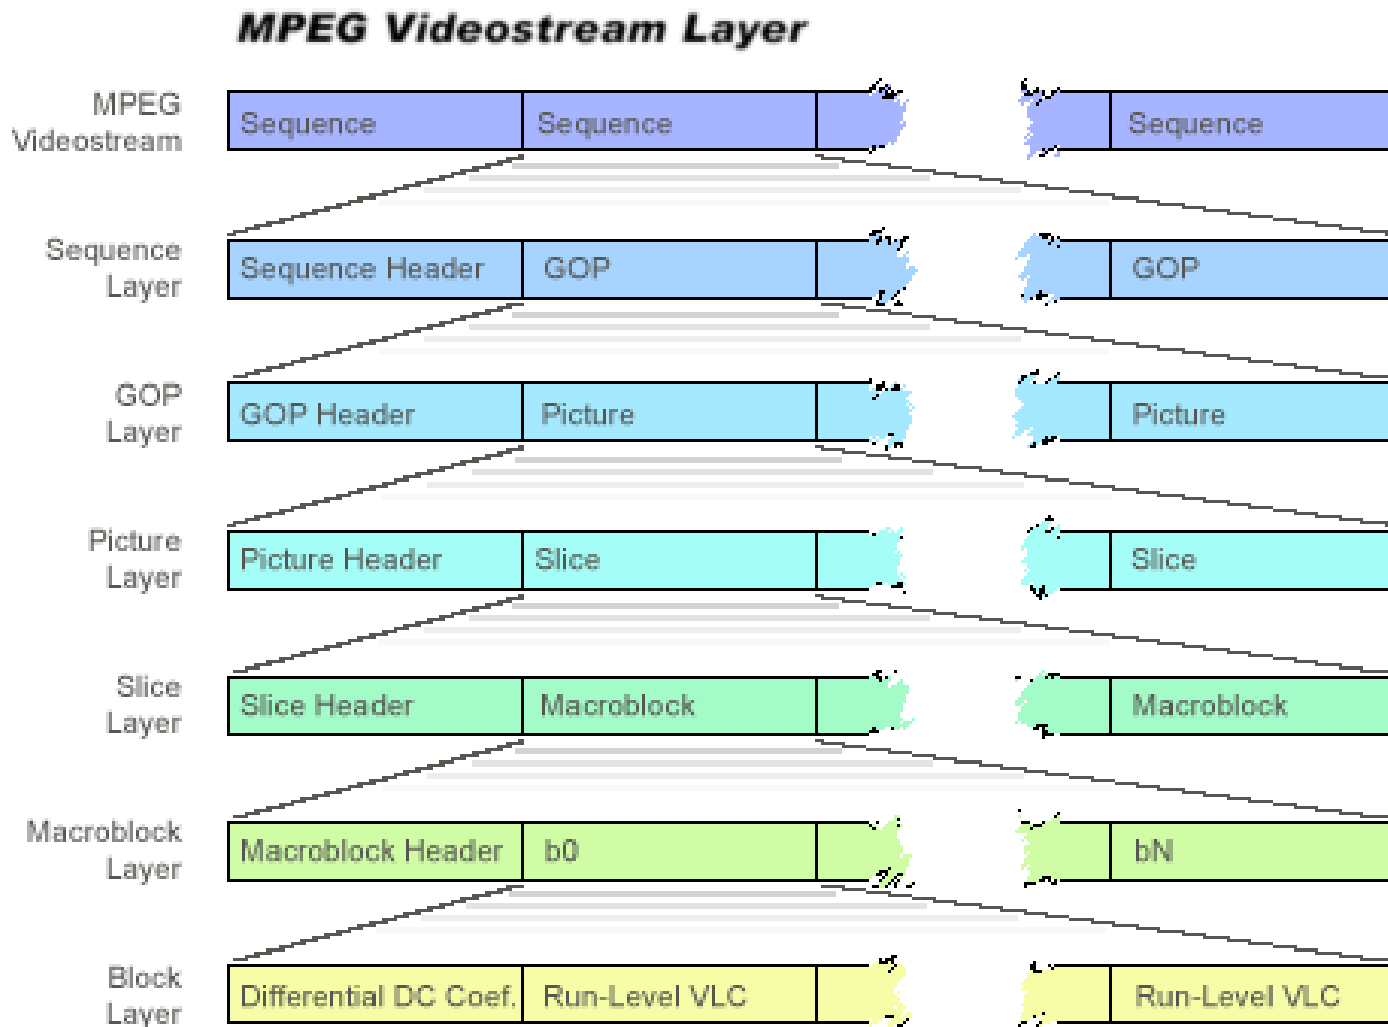 MPEG Videostream Layer
MPEG
Videostream
Sequence
Sequence
Sequence
Sequence
Layer
Sequence Header
GOP
GOP
GOP
Layer
GOP Header
Picture
Picture
Picture
Layer
Picture Header
Slice
Slice
Slice
Layer
Slice Header
Macroblock
Macroblock
Macroblock
Layer
Macroblock Header
b0
bN
Block
Layer
Differential DC Coef.
Run-Level VLC
Run-Level VLC